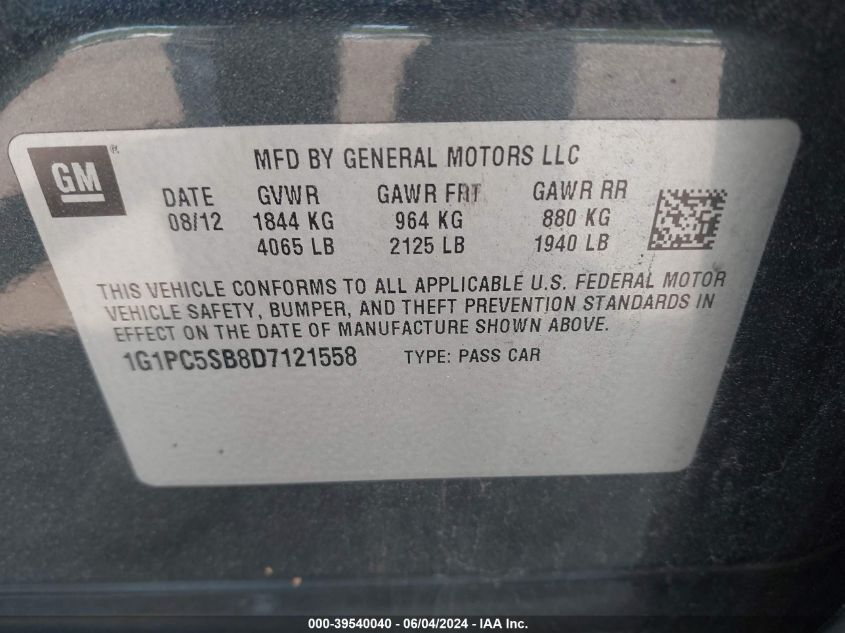 GM®
MFD BY GENERAL MOTORS LLC
DATE GVWR GAWR FRT GAWR RR
08/12 1844 KG 964 KG 880 KG
4065 LB 2125 LB 1940 LB
THIS VEHICLE CONFORMS TO ALL APPLICABLE U.S. FEDERAL MOTOR
VEHICLE SAFETY, BUMPER, AND THEFT PREVENTION STANDARDS IN
EFFECT ON THE DATE OF MANUFACTURE SHOWN ABOVE.
1G1PC5SB8D7121558 TYPE: PASS CAR
000-39540040 - 06/04/2024 - IAA Inc.